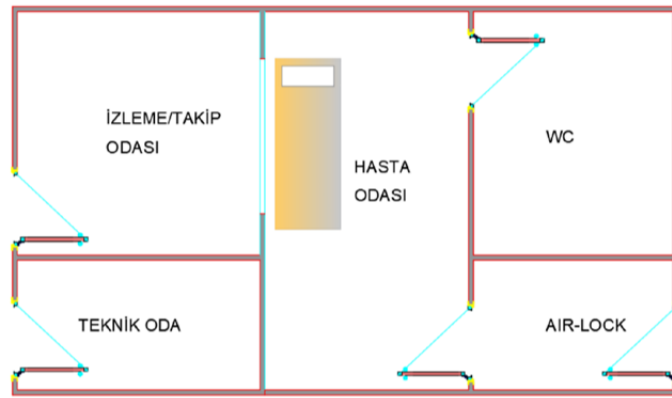 İZLEME/TAKİP
ODASI
HASTA
ODASI
WC
TEKNİK ODA
AIR-LOCK